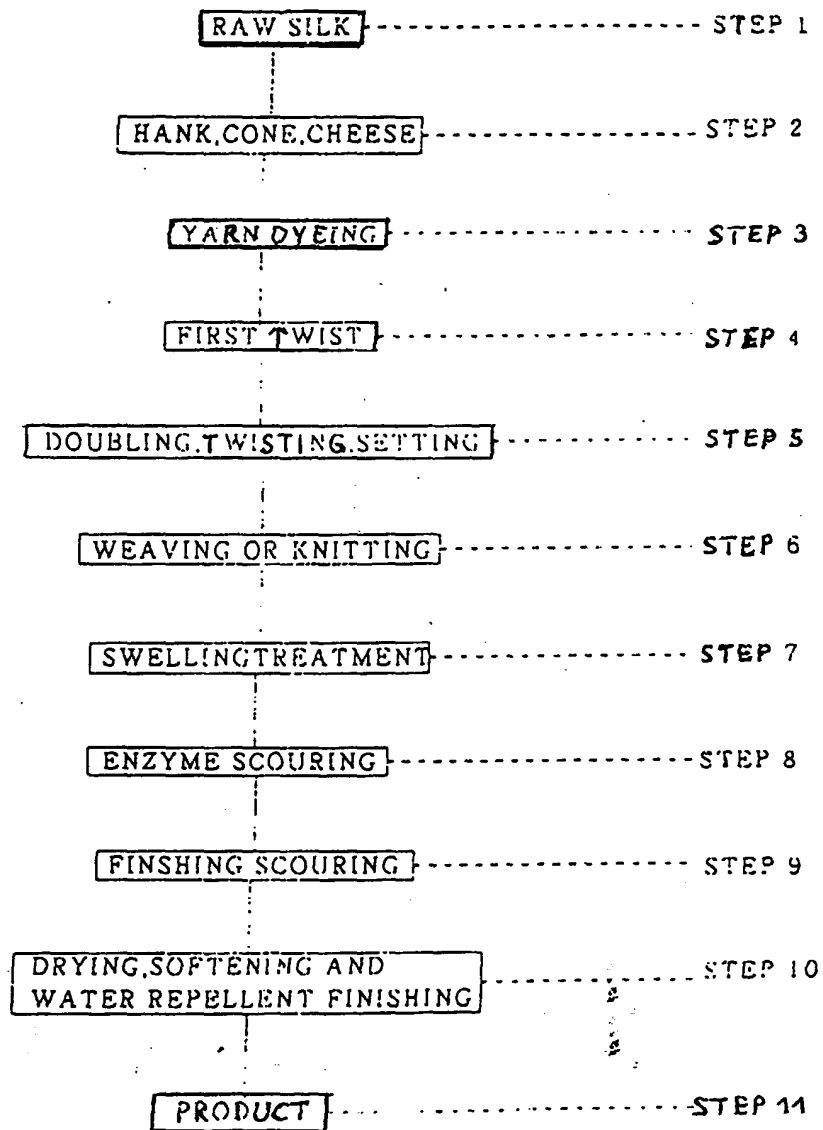 RAW SILK STEP 1
HANK,CONE,CHEESE STEP 2
YARN DYEING STEP 3
FIRST TWIST STEP 4
DOUBLING,TWISTING,SETTING STEP 5
WEAVING OR KNITTING STEP 6
SWELLINGTREATMENT STEP 7
ENZYME SCOURING STEP 8
FINSHING SCOURING STEP 9
DRYING,SOFTENING AND
WATER REPELLENT FINISHING STEP 10
PRODUCT STEP 11